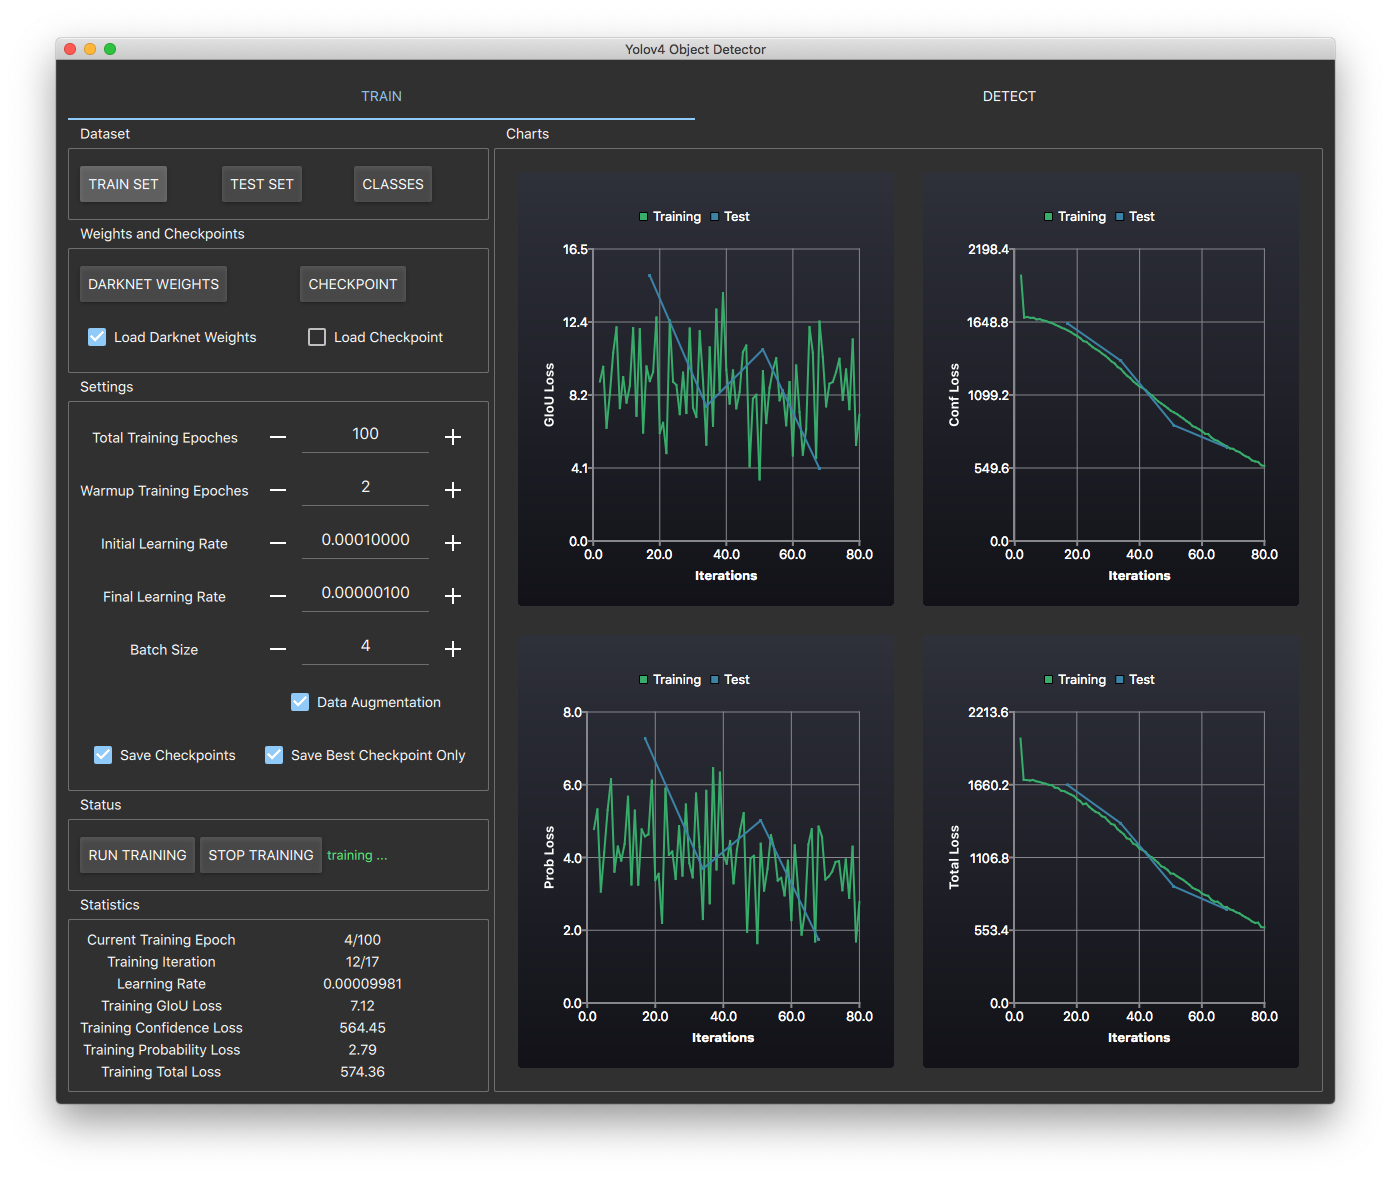 Yolov4 Object Detector
TRAIN
DETECT
Dataset
TRAIN SET
TEST SET
CLASSES
Weights and Checkpoints
DARKNET WEIGHTS
CHECKPOINT
Load Darknet Weights
Load Checkpoint
Settings
Total Training Epoches
100
Warmup Training Epoches
2
Initial Learning Rate
0.00010000
Final Learning Rate
0.00000100
Batch Size
4
Data Augmentation
Save Checkpoints
Save Best Checkpoint Only
Status
RUN TRAINING
STOP TRAINING
training ...
Statistics
Current Training Epoch
4/100
Training Iteration
12/17
Learning Rate
0.00009981
Training GIoU Loss
7.12
Training Confidence Loss
564.45
Training Probability Loss
2.79
Training Total Loss
574.36
Charts
Training Test
16.5
12.4
8.2
4.1
0.0
GIoU Loss
0.0 20.0 40.0 60.0 80.0
Iterations
Training Test
2198.4
1648.8
1099.2
549.6
0.0
Conf Loss
0.0 20.0 40.0 60.0 80.0
Iterations
Training Test
8.0
6.0
4.0
2.0
0.0
Prob Loss
0.0 20.0 40.0 60.0 80.0
Iterations
Training Test
2213.6
1660.2
1106.8
553.4
0.0
Total Loss
0.0 20.0 40.0 60.0 80.0
Iterations